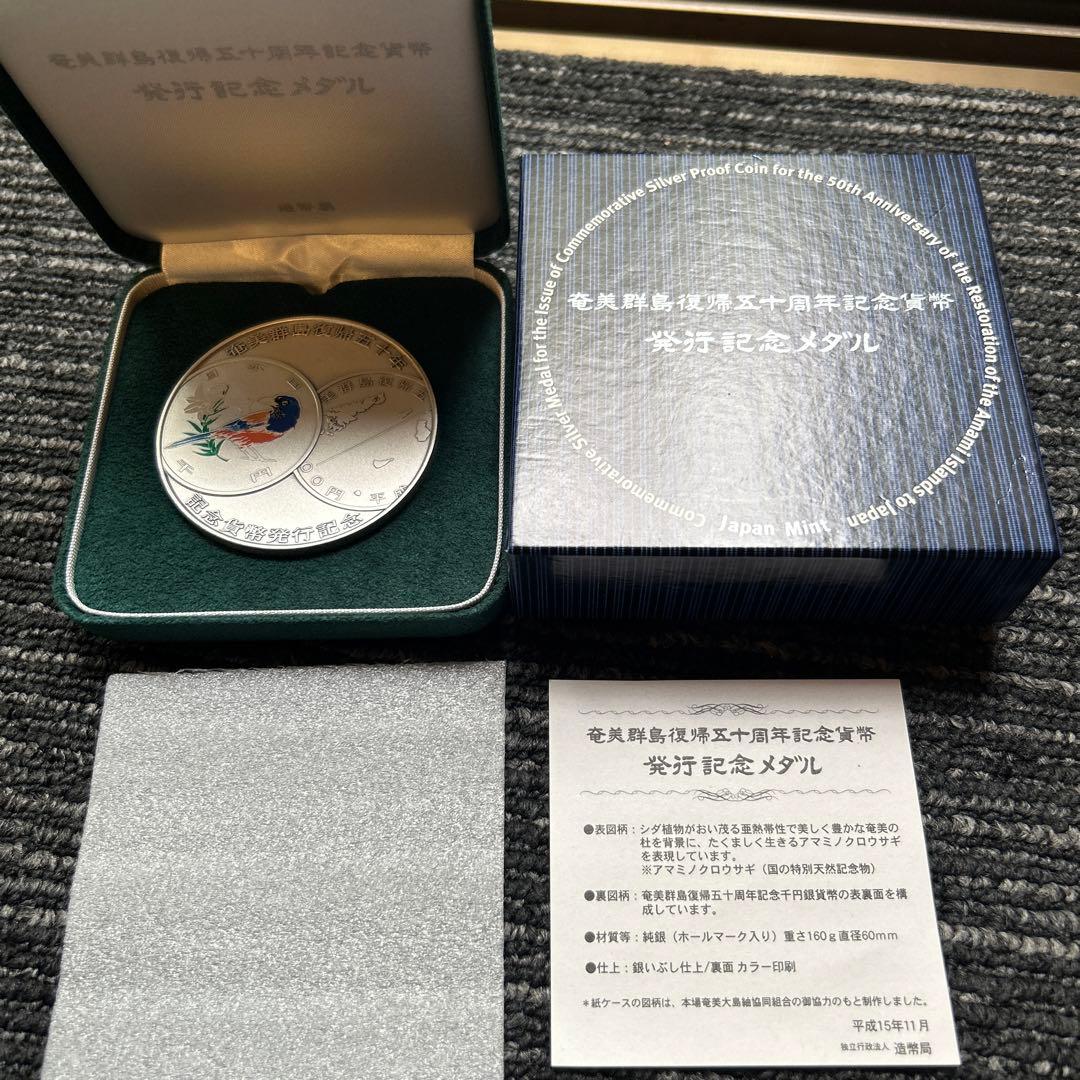 奄美群島復帰五十周年記念貨幣
発行記念メダル
造幣局
奄美群島復帰五十年
日本国
千円
群島復帰
円・平成
記念貨幣発行記念
Commemorative Silver Medal for the Issue of Commemorative Silver Proof Coin for the 50th Anniversary of the Restoration of the Amami Islands to Japan
奄美群島復帰五十周年記念貨幣
発行記念メダル
Japan Mint
奄美群島復帰五十周年記念貨幣
発行記念メダル
●表図柄：シダ植物がおい茂る亜熱帯性で美しく豊かな奄美の
杜を背景に、たくましく生きるアマミノクロウサギ
を表現しています。
※アマミノクロウサギ（国の特別天然記念物）
●裏図柄：奄美群島復帰五十周年記念千円銀貨幣の表裏面を構
成しています。
●材質等：純銀（ホールマーク入り）重さ160g直径60mm
●仕上：銀いぶし仕上/裏面 カラー印刷
＊紙ケースの図柄は、本場奄美大島紬協同組合の御協力のもと制作しました。
平成15年11月
独立行政法人 造幣局